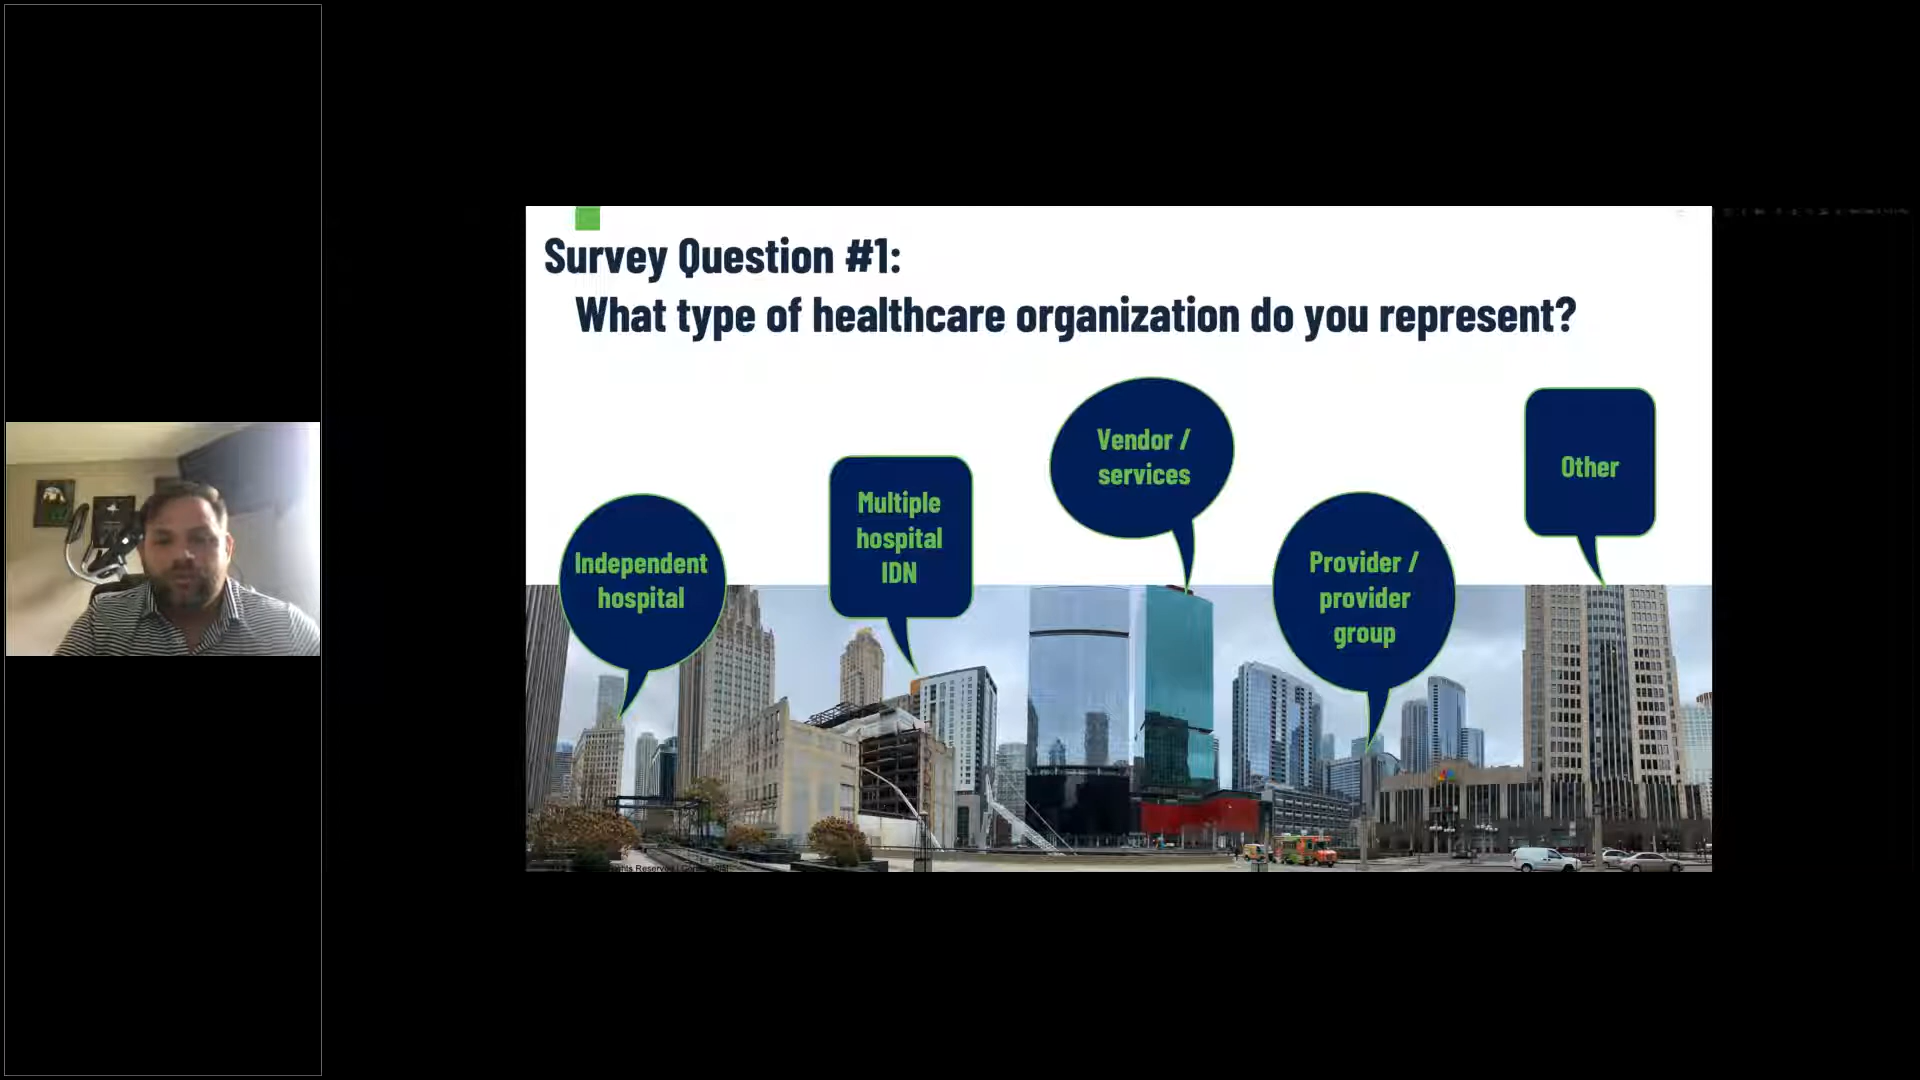 Survey Question #1:
What type of healthcare organization do you represent?
Vendor /
services
Other
Multiple
hospital
IDN
Independent
hospital
Provider /
provider
group